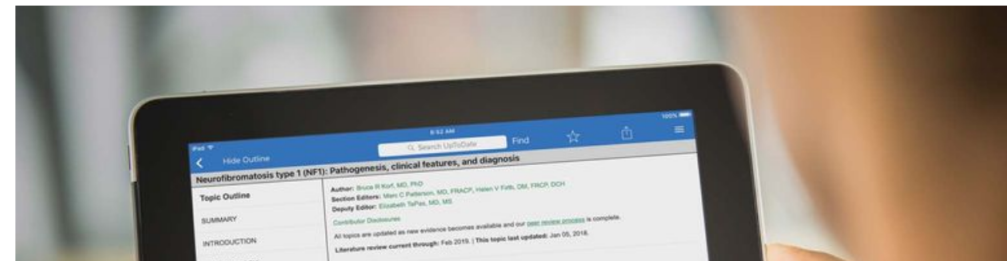 iPad
9:42 AM
100%
Hide Outline
Search UpToDate
Find
Neurofibromatosis type 1 (NF1): Pathogenesis, clinical features, and diagnosis
Topic Outline
SUMMARY
INTRODUCTION
Author: Bruce R Korf, MD, PhD
Section Editors: Marc C Patterson, MD, FRACP, Helen V Firth, DM, FRCP, DCH
Deputy Editor: Elizabeth TePas, MD, MS
Contributor Disclosures
All topics are updated as new evidence becomes available and our peer review process is complete.
Literature review current through: Feb 2019. | This topic last updated: Jan 05, 2018.